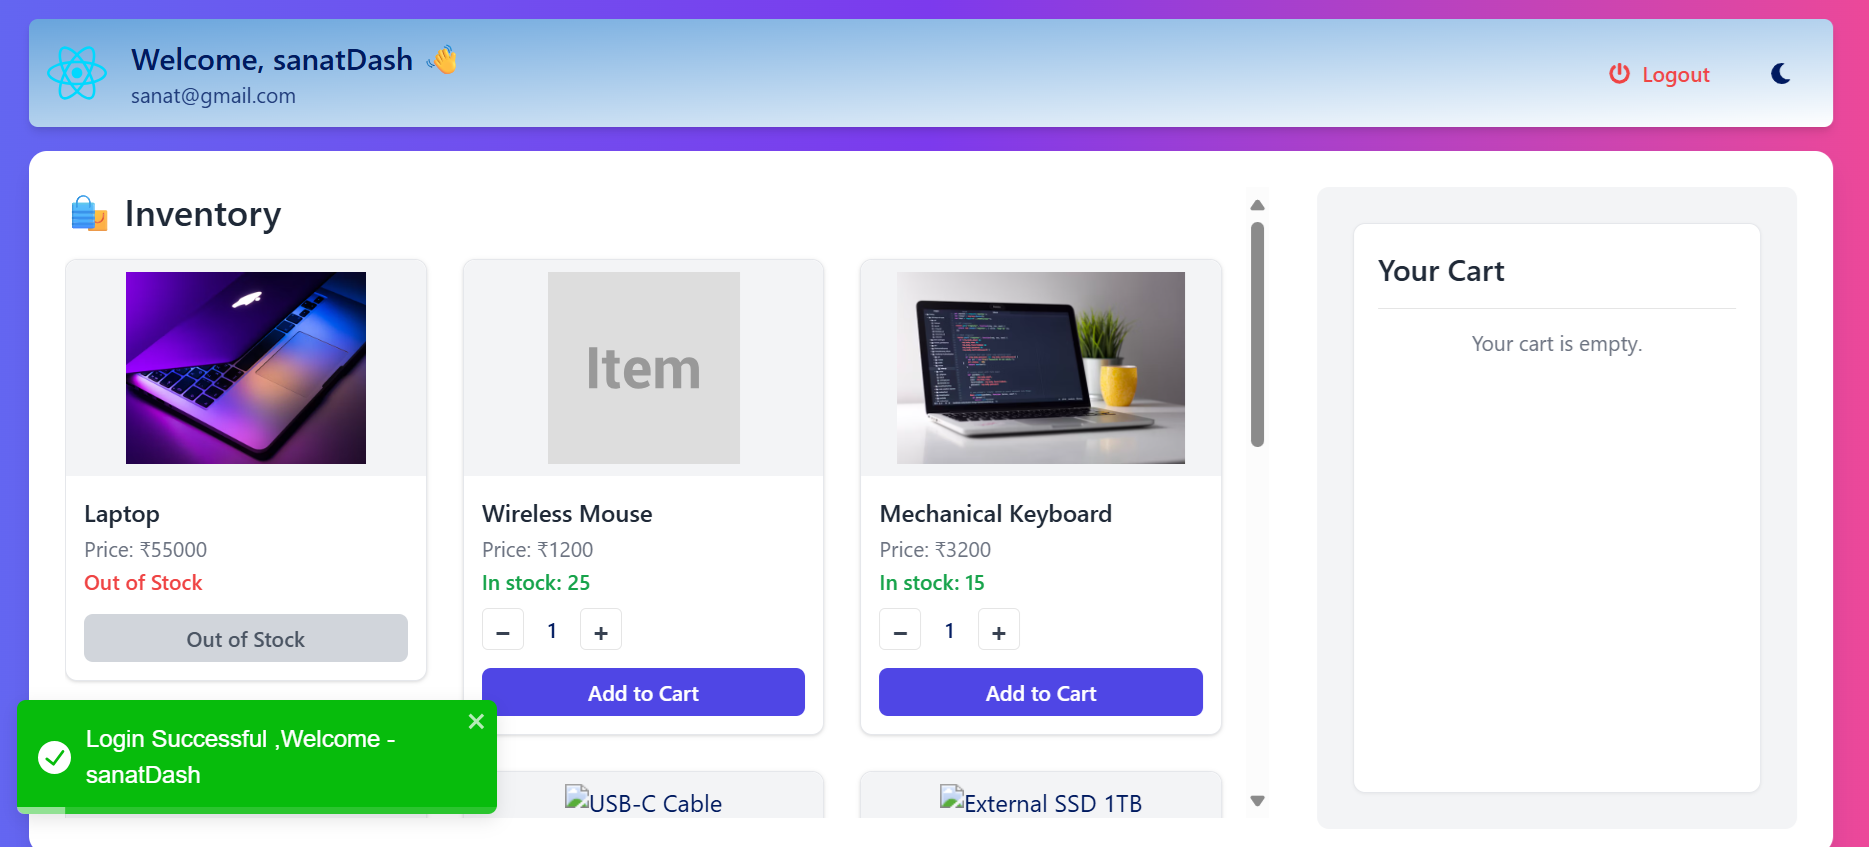 Welcome, sanatDash 👋
sanat@gmail.com
Logout
Inventory
Item
Laptop
Price: ₹55000
Out of Stock
Out of Stock
Wireless Mouse
Price: ₹1200
In stock: 25
− 1 +
Add to Cart
Mechanical Keyboard
Price: ₹3200
In stock: 15
− 1 +
Add to Cart
USB-C Cable
External SSD 1TB
Your Cart
Your cart is empty.
Login Successful ,Welcome -
sanatDash